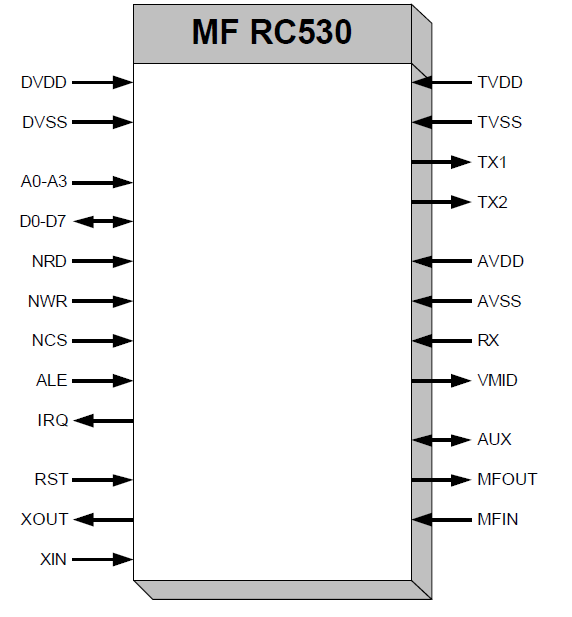 MF RC530
DVDD
DVSS
A0-A3
D0-D7
NRD
NWR
NCS
ALE
IRQ
RST
XOUT
XIN
TVDD
TVSS
TX1
TX2
AVDD
AVSS
RX
VMID
AUX
MFOUT
MFIN